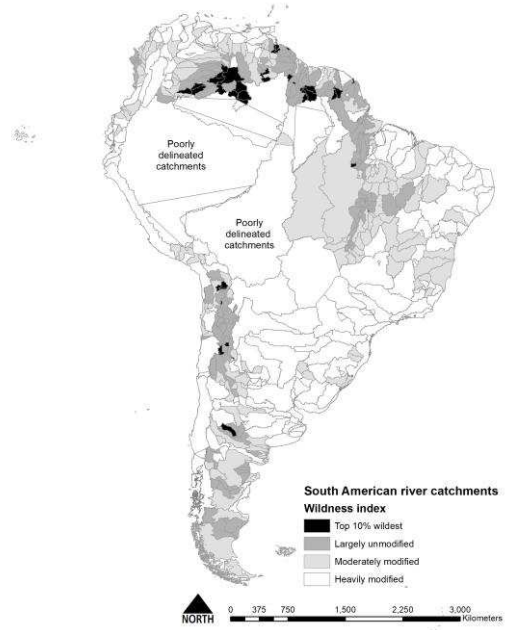 Poorly
delineated
catchments
Poorly
delineated
catchments
South American river catchments
Wildness index
Top 10% wildest
Largely unmodified
Moderately modified
Heavily modified
NORTH
0 375 750 1,500 2,250 3,000
Kilometers